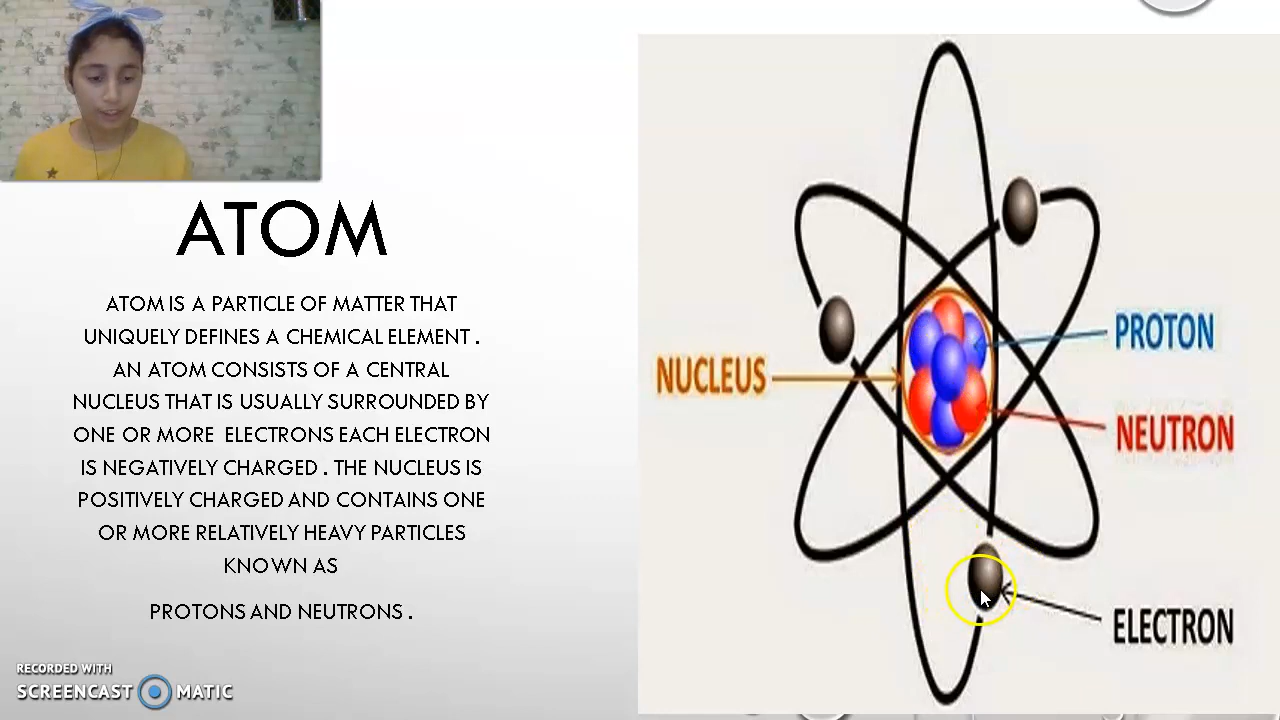 ATOM
ATOM IS A PARTICLE OF MATTER THAT
UNIQUELY DEFINES A CHEMICAL ELEMENT .
AN ATOM CONSISTS OF A CENTRAL
NUCLEUS THAT IS USUALLY SURROUNDED BY
ONE OR MORE ELECTRONS EACH ELECTRON
IS NEGATIVELY CHARGED . THE NUCLEUS IS
POSITIVELY CHARGED AND CONTAINS ONE
OR MORE RELATIVELY HEAVY PARTICLES
KNOWN AS
PROTONS AND NEUTRONS .
NUCLEUS
PROTON
NEUTRON
ELECTRON
RECORDED WITH
SCREENCAST MATIC